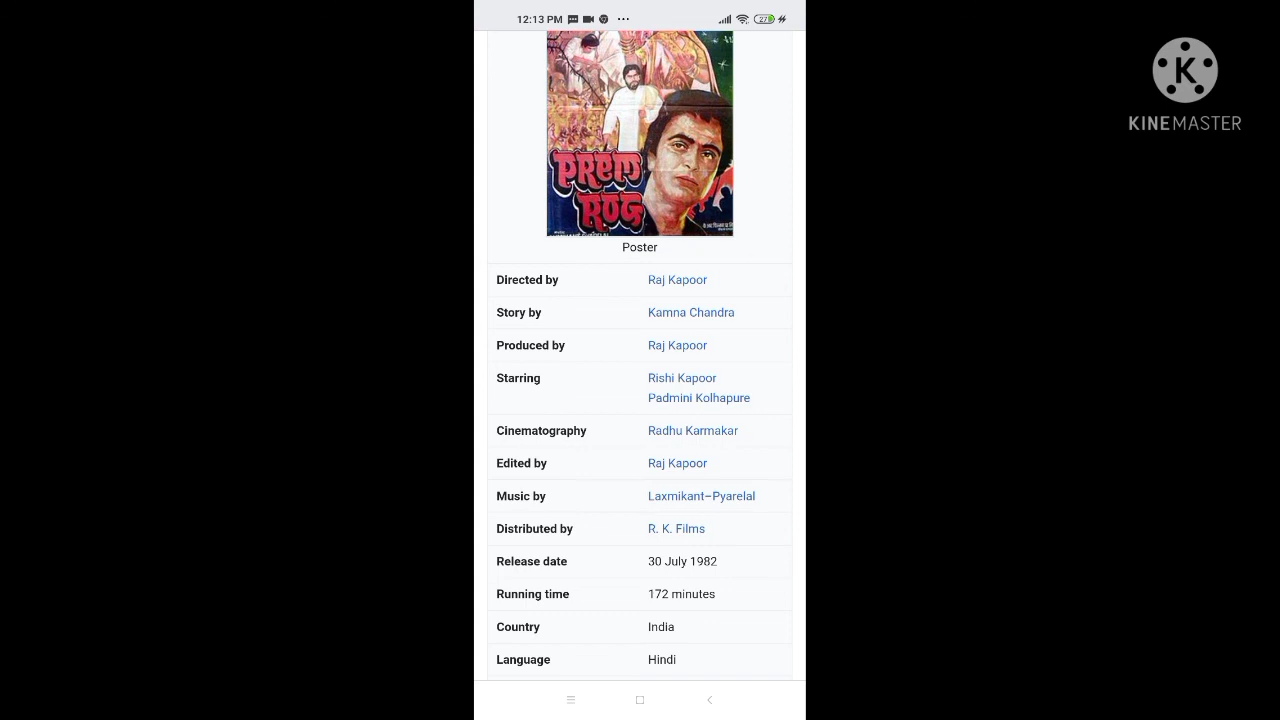 12:13 PM
27
KINEMASTER
PREM
ROG
Poster
Directed by Raj Kapoor
Story by Kamna Chandra
Produced by Raj Kapoor
Starring Rishi Kapoor
Padmini Kolhapure
Cinematography Radhu Karmakar
Edited by Raj Kapoor
Music by Laxmikant–Pyarelal
Distributed by R. K. Films
Release date 30 July 1982
Running time 172 minutes
Country India
Language Hindi